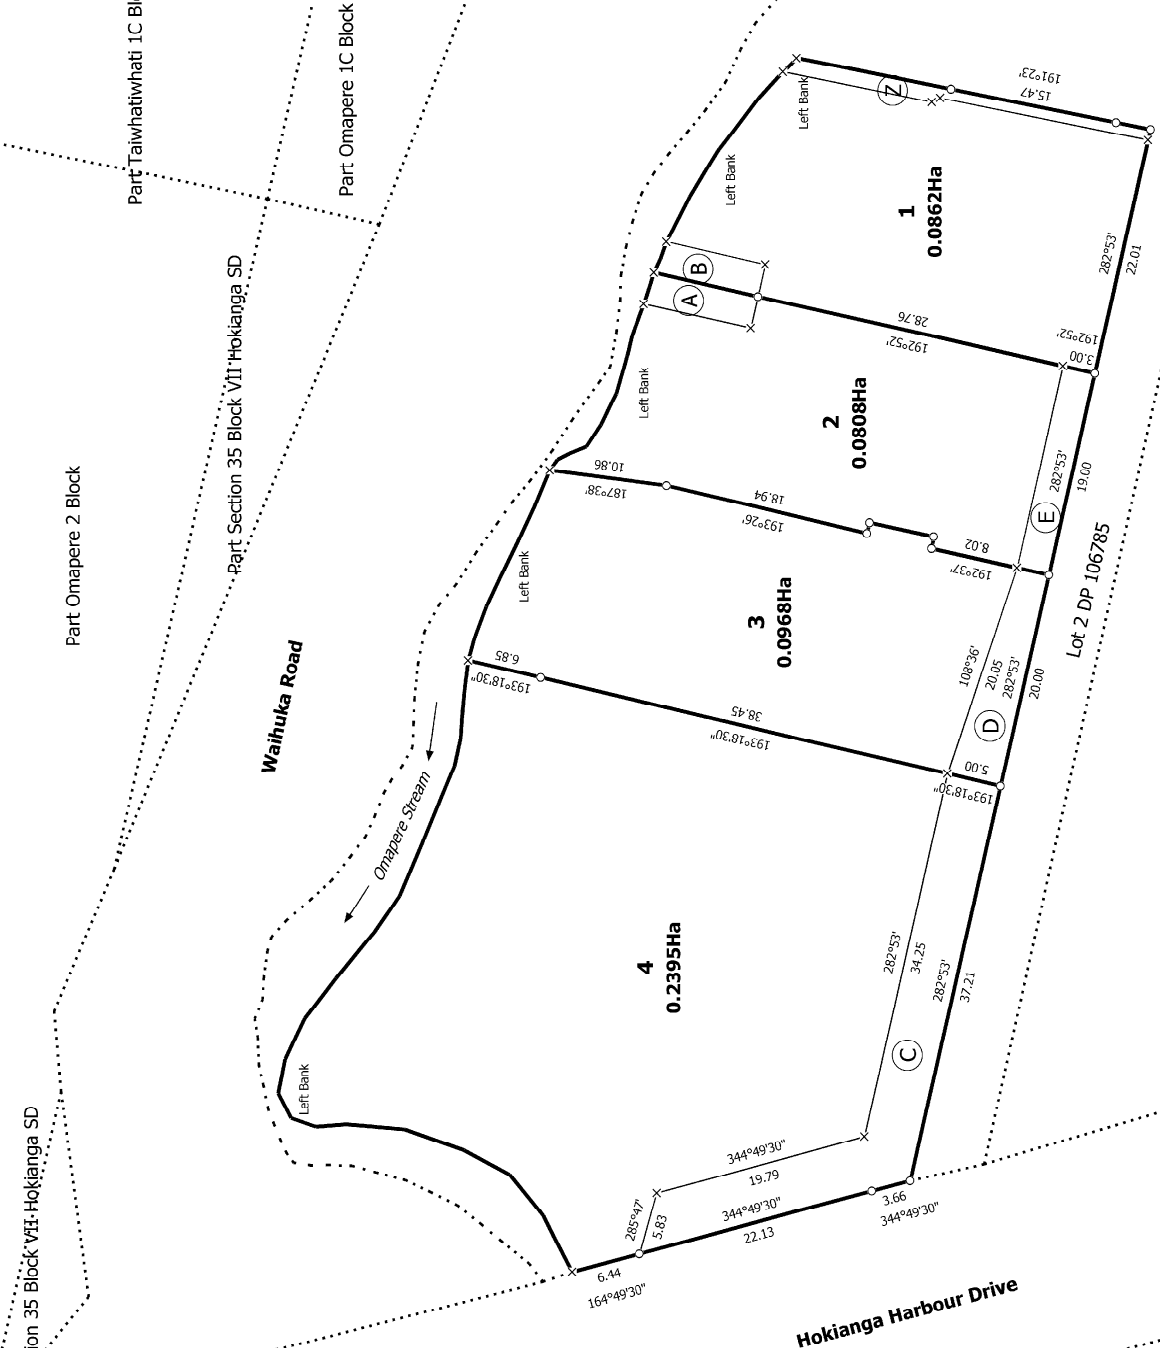 Part Taiwhatiwhati 1C Bl
Part Omapere 1C Block
Part Section 35 Block VII Hokianga SD
Part Omapere 2 Block
ion 35 Block VII Hokianga SD
Waihuka Road
Omapere Stream
Hokianga Harbour Drive
Lot 2 DP 106785
Left Bank
Left Bank
Left Bank
Left Bank
Left Bank
1
0.0862Ha
2
0.0808Ha
3
0.0968Ha
4
0.2395Ha
Z
B
A
E
D
C
191°23'
15.47
282°53'
22.01
192°52'
3.00
28.76
192°52'
282°53'
19.00
10.86
187°38'
18.94
193°26'
8.02
192°37'
108°36'
20.05
282°53'
20.00
6.85
193°18'30"
38.45
193°18'30"
5.00
193°18'30"
282°53'
34.25
282°53'
37.21
344°49'30"
19.79
344°49'30"
22.13
285°47'
5.83
3.66
344°49'30"
6.44
164°49'30"